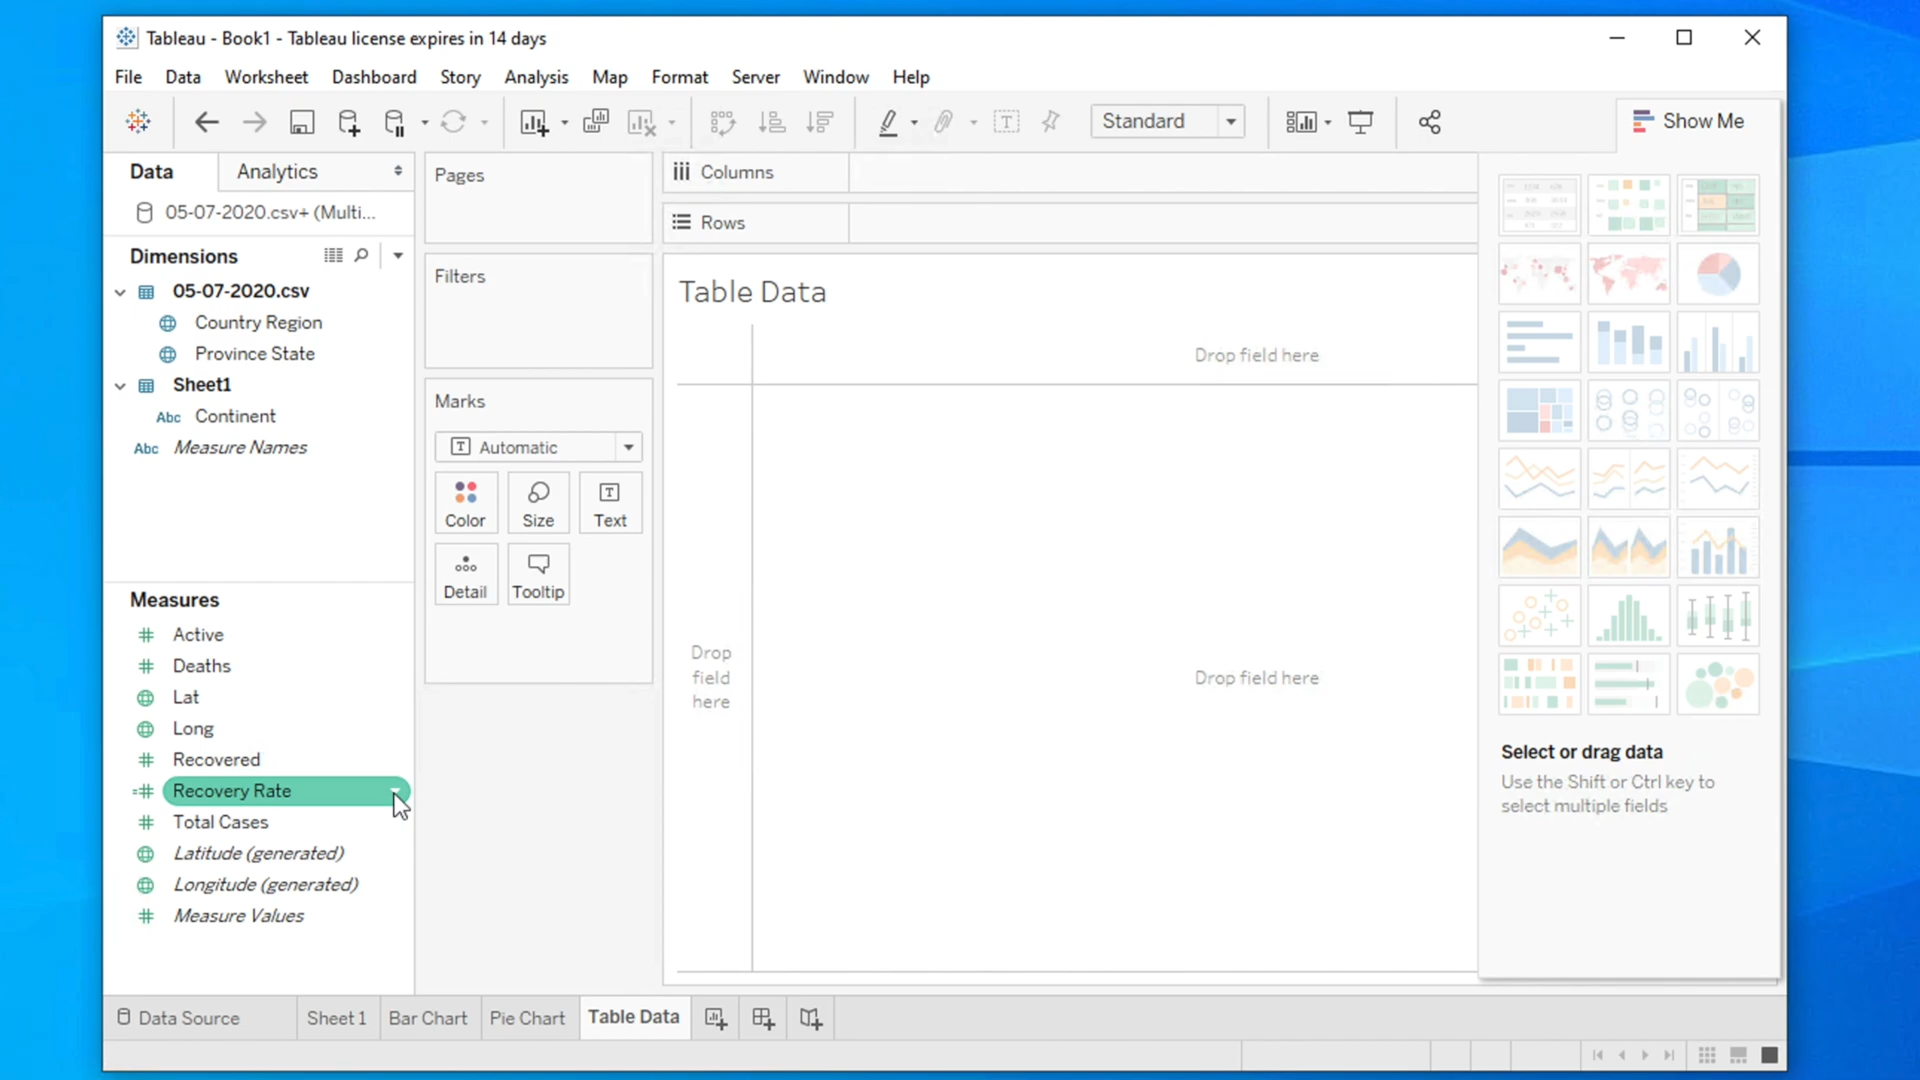 Tableau - Book1 - Tableau license expires in 14 days
File Data Worksheet Dashboard Story Analysis Map Format Server Window Help
Standard
Show Me
Data
Analytics
05-07-2020.csv+ (Multi...
Dimensions
05-07-2020.csv
Country Region
Province State
Sheet1
Abc Continent
Abc Measure Names
Measures
Active
Deaths
Lat
Long
Recovered
Recovery Rate
Total Cases
Latitude (generated)
Longitude (generated)
Measure Values
Pages
Filters
Marks
Automatic
Color Size Text
Detail Tooltip
Columns
Rows
Table Data
Drop field here
Drop
field
here
Drop field here
Select or drag data
Use the Shift or Ctrl key to
select multiple fields
Data Source Sheet 1 Bar Chart Pie Chart Table Data